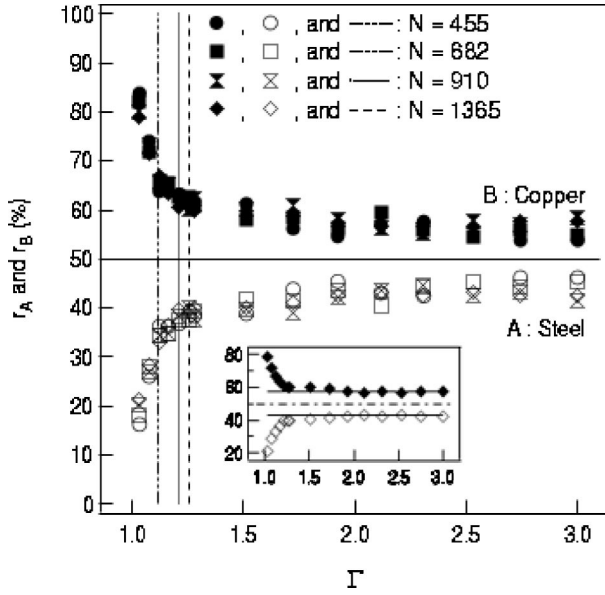 , , and : N = 455
, , and : N = 682
, , and : N = 910
, , and : N = 1365
r_A and r_B (%)
100
90
80
70
60
50
40
30
20
10
0
B : Copper
A : Steel
80
60
40
20
1.0 1.5 2.0 2.5 3.0
1.0 1.5 2.0 2.5 3.0
Γ